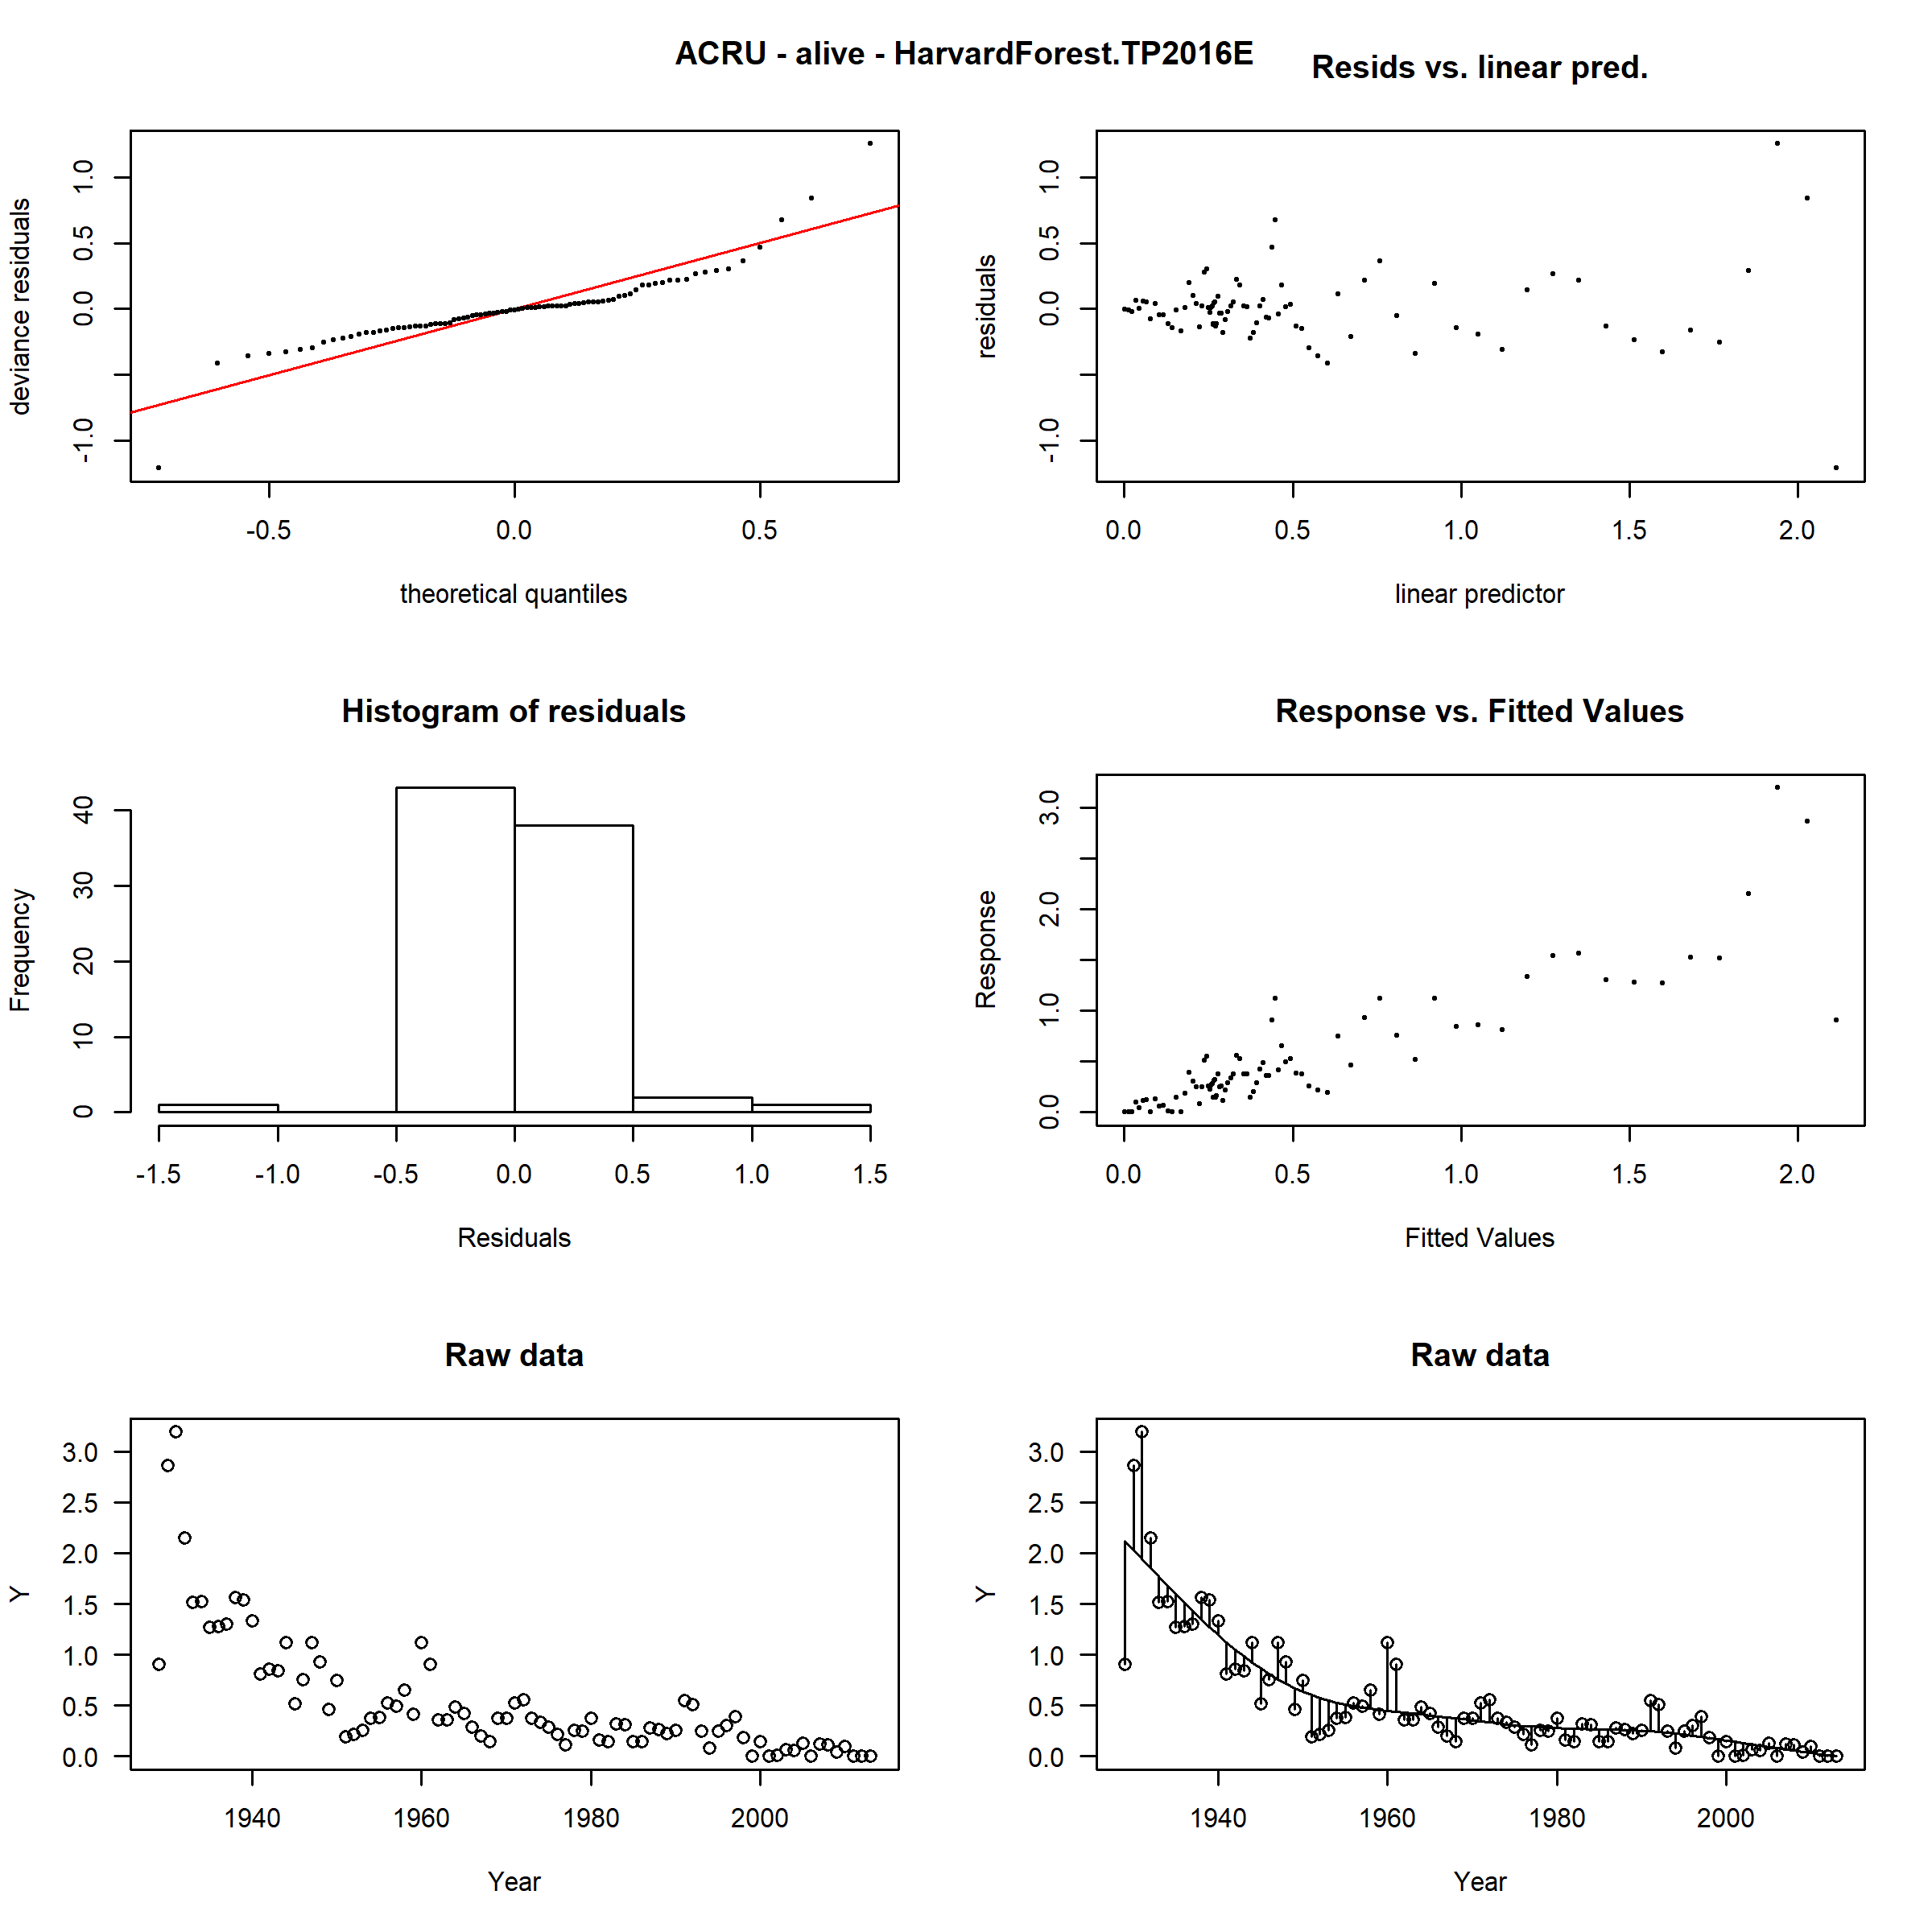 ACRU - alive - HarvardForest.TP2016E
deviance residuals
-1.0 0.0 0.5 1.0
-0.5 0.0 0.5
theoretical quantiles
Resids vs. linear pred.
residuals
-1.0 0.0 0.5 1.0
0.0 0.5 1.0 1.5 2.0
linear predictor
Histogram of residuals
Frequency
0 10 20 30 40
-1.5 -1.0 -0.5 0.0 0.5 1.0 1.5
Residuals
Response vs. Fitted Values
Response
0.0 1.0 2.0 3.0
0.0 0.5 1.0 1.5 2.0
Fitted Values
Raw data
Y
3.0
2.5
2.0
1.5
1.0
0.5
0.0
1940 1960 1980 2000
Year
Raw data
Y
3.0
2.5
2.0
1.5
1.0
0.5
0.0
1940 1960 1980 2000
Year